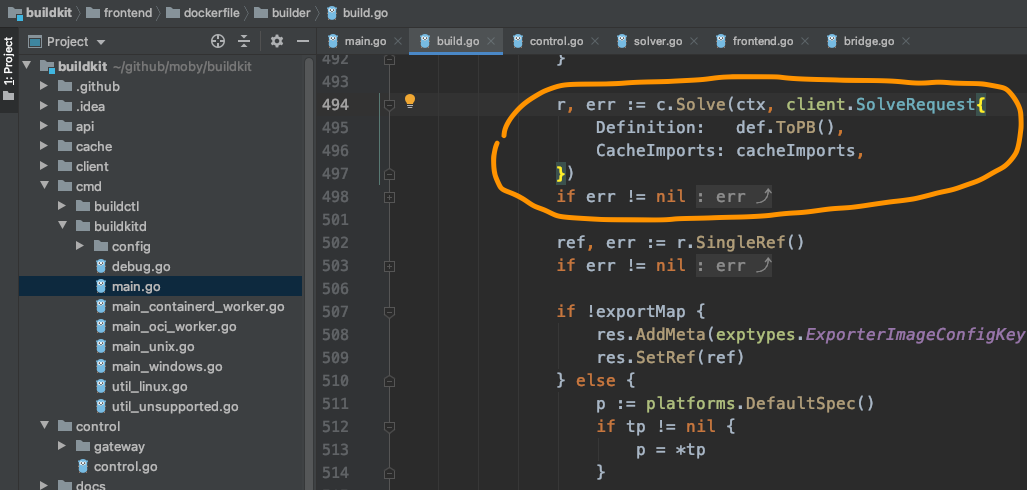 buildkit frontend dockerfile builder build.go
1: Project
Project
main.go build.go control.go solver.go frontend.go bridge.go
buildkit ~/github/moby/buildkit
.github
.idea
api
cache
client
cmd
buildctl
buildkitd
config
debug.go
main.go
main_containerd_worker.go
main_oci_worker.go
main_unix.go
main_windows.go
util_linux.go
util_unsupported.go
control
gateway
control.go
docs
492 }
493
494 r, err := c.Solve(ctx, client.SolveRequest{
495 Definition: def.ToPB(),
496 CacheImports: cacheImports,
497 })
498 if err != nil : err
501
502 ref, err := r.SingleRef()
503 if err != nil : err
506
507 if !exportMap {
508 res.AddMeta(exptypes.ExporterImageConfigKey
509 res.SetRef(ref)
510 } else {
511 p := platforms.DefaultSpec()
512 if tp != nil {
513 p = *tp
514 }